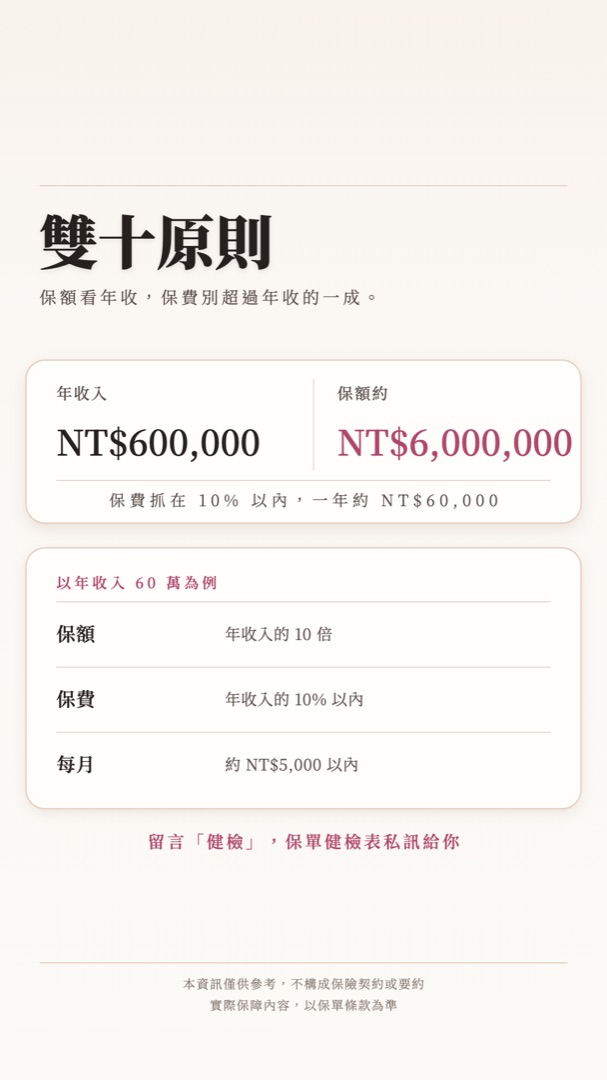 雙十原則
保額看年收，保費別超過年收的一成。
年收入
NT$600,000
保額約
NT$6,000,000
保費抓在 10% 以內，一年約 NT$60,000
以年收入 60 萬為例
保額 年收入的 10 倍
保費 年收入的 10% 以內
每月 約 NT$5,000 以內
留言「健檢」，保單健檢表私訊給你
本資訊僅供參考，不構成保險契約或要約
實際保障內容，以保單條款為準